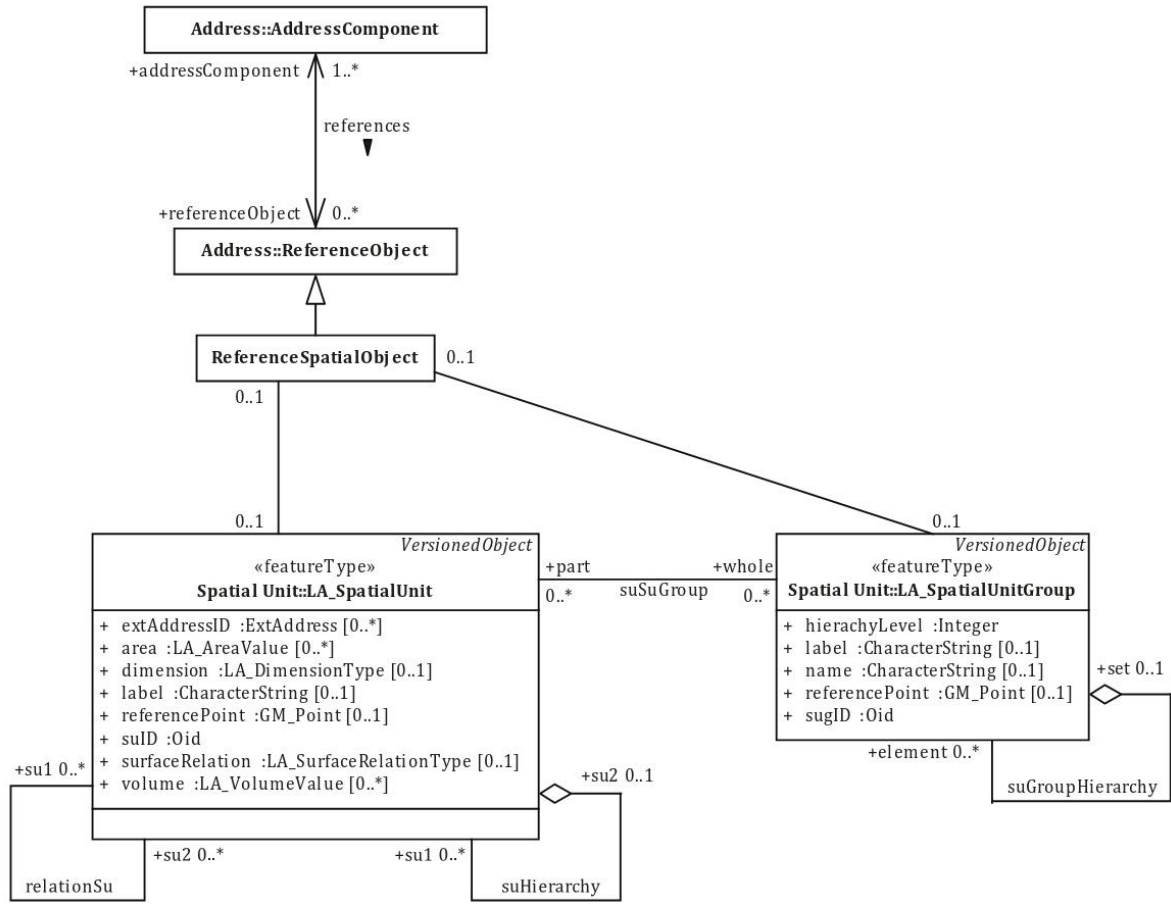 Address::AddressComponent
+addressComponent 1..*
references
+referenceObject 0..*
Address::ReferenceObject
ReferenceSpatialObject
0..1
0..1
0..1
0..1
VersionedObject
«featureType»
Spatial Unit::LA_SpatialUnit
+ extAddressID :ExtAddress [0..*]
+ area :LA_AreaValue [0..*]
+ dimension :LA_DimensionType [0..1]
+ label :CharacterString [0..1]
+ referencePoint :GM_Point [0..1]
+ suID :Oid
+ surfaceRelation :LA_SurfaceRelationType [0..1]
+ volume :LA_VolumeValue [0..*]
+part
0..*
suSuGroup
+whole
0..*
VersionedObject
«featureType»
Spatial Unit::LA_SpatialUnitGroup
+ hierachyLevel :Integer
+ label :CharacterString [0..1]
+ name :CharacterString [0..1]
+ referencePoint :GM_Point [0..1]
+ sugID :Oid
+set 0..1
+element 0..*
suGroupHierarchy
+su1 0..*
+su2 0..*
relationSu
+su2 0..1
+su1 0..*
suHierarchy